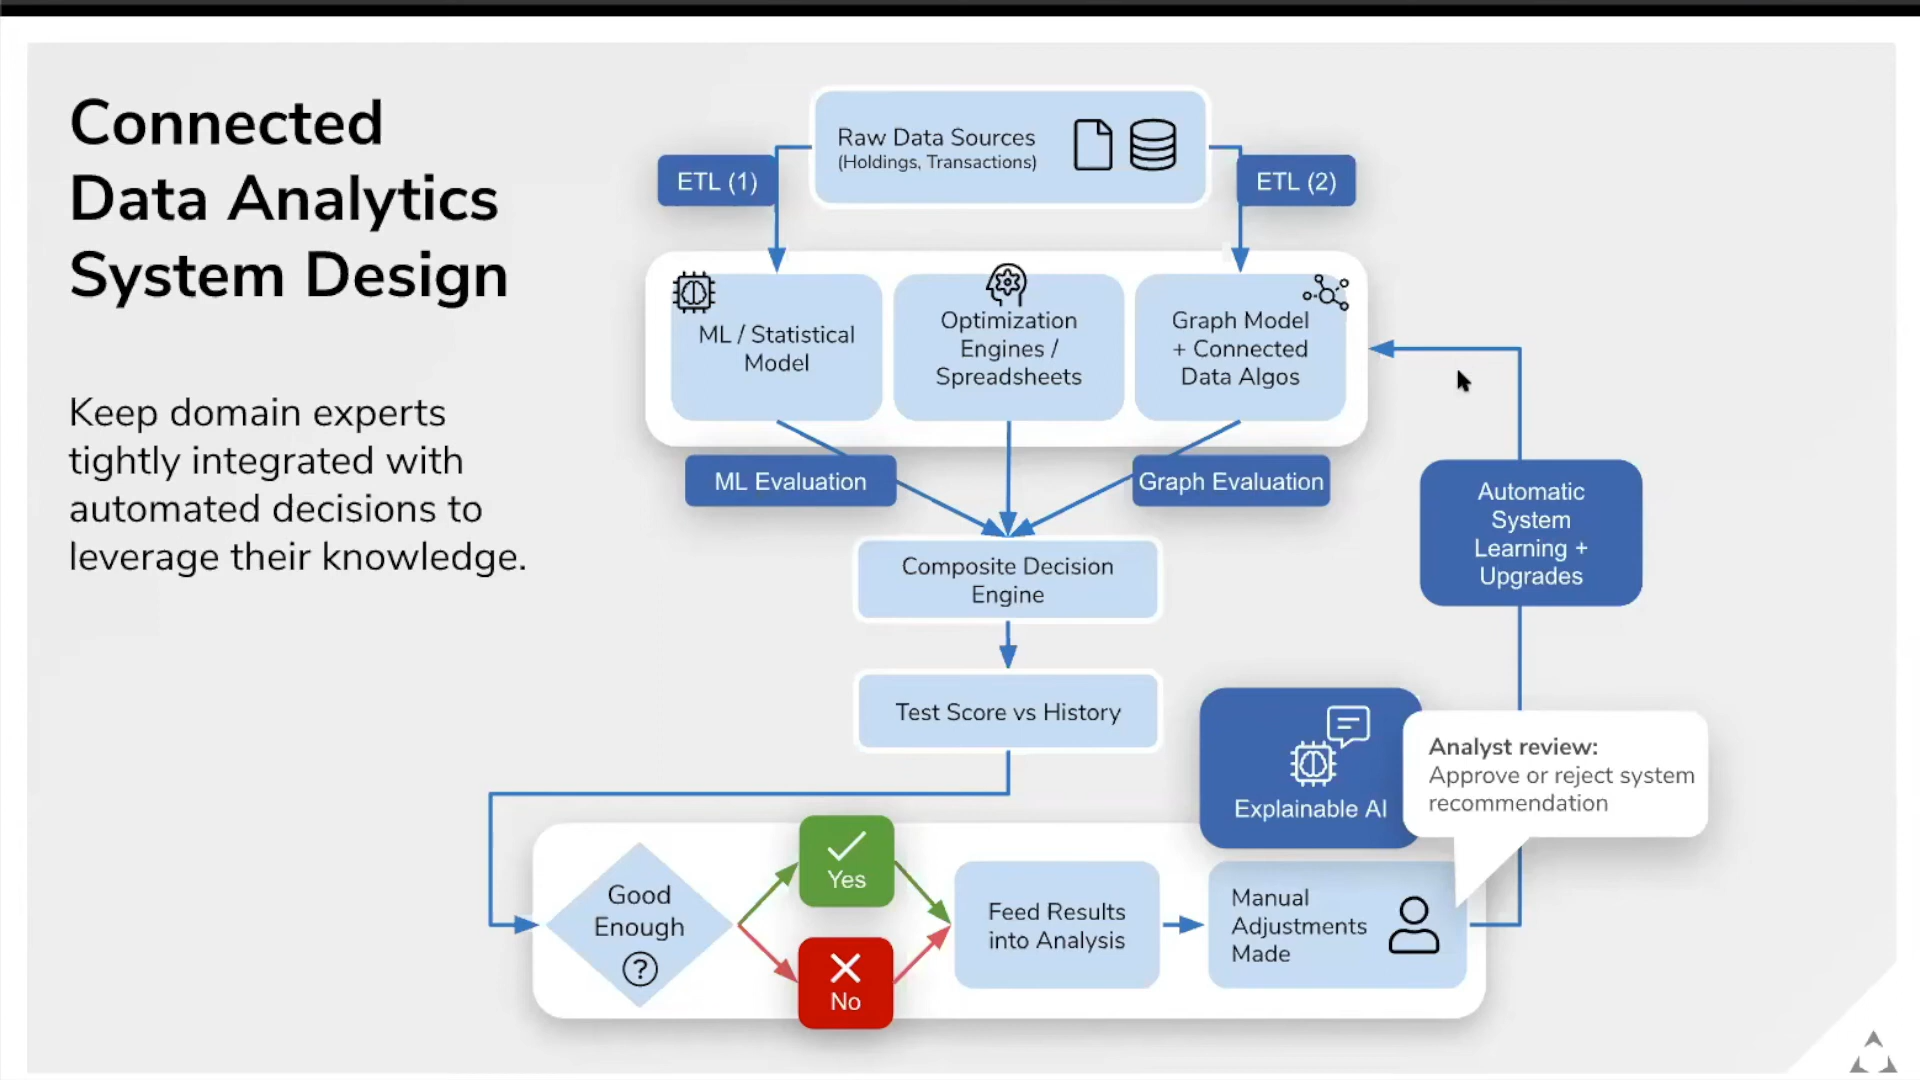 Connected
Data Analytics
System Design
Keep domain experts
tightly integrated with
automated decisions to
leverage their knowledge.
Raw Data Sources
(Holdings, Transactions)
ETL (1)
ETL (2)
ML / Statistical
Model
Optimization
Engines /
Spreadsheets
Graph Model
+ Connected
Data Algos
ML Evaluation
Graph Evaluation
Composite Decision
Engine
Automatic
System
Learning +
Upgrades
Test Score vs History
Explainable AI
Analyst review:
Approve or reject system
recommendation
Good
Enough
?
Yes
No
Feed Results
into Analysis
Manual
Adjustments
Made